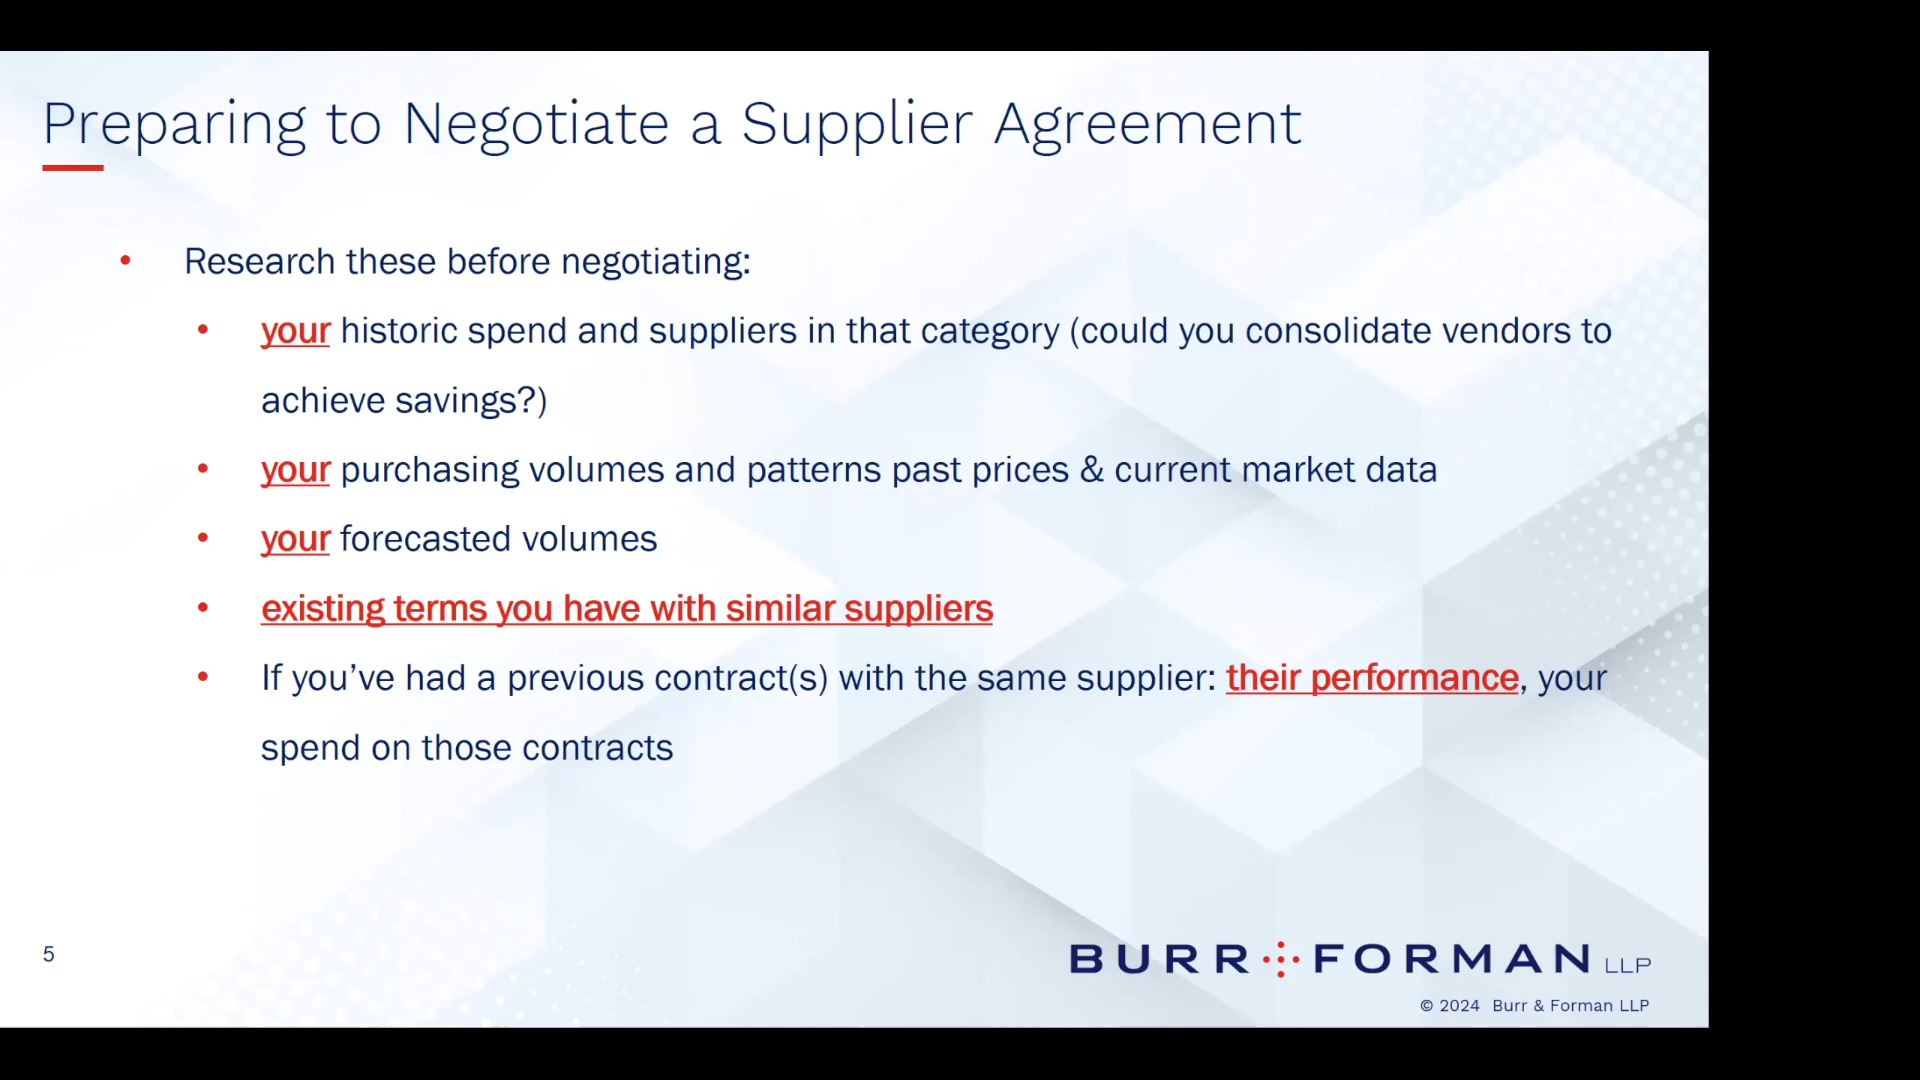 Preparing to Negotiate a Supplier Agreement
• Research these before negotiating:
• your historic spend and suppliers in that category (could you consolidate vendors to
achieve savings?)
• your purchasing volumes and patterns past prices & current market data
• your forecasted volumes
• existing terms you have with similar suppliers
• If you’ve had a previous contract(s) with the same supplier: their performance, your
spend on those contracts
5
BURR FORMAN LLP
© 2024 Burr & Forman LLP